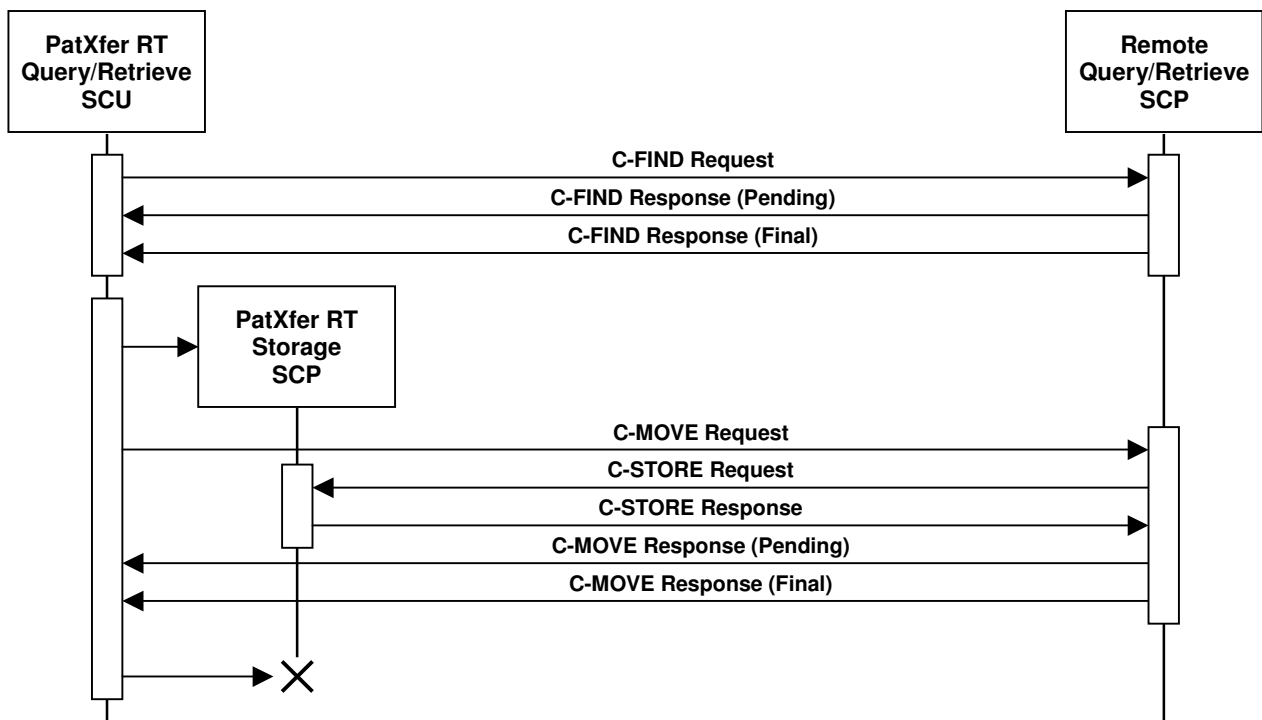 PatXfer RT
Query/Retrieve
SCU
Remote
Query/Retrieve
SCP
C-FIND Request
C-FIND Response (Pending)
C-FIND Response (Final)
PatXfer RT
Storage
SCP
C-MOVE Request
C-STORE Request
C-STORE Response
C-MOVE Response (Pending)
C-MOVE Response (Final)